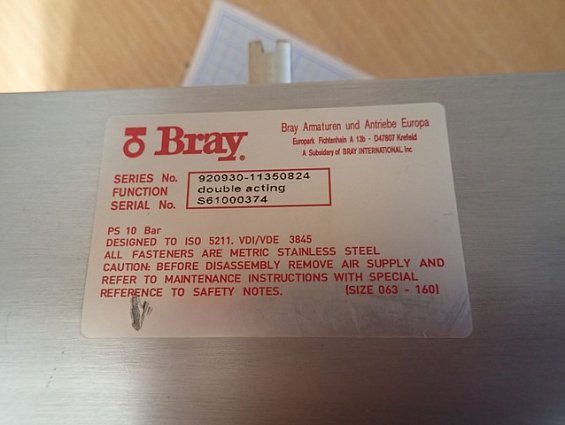 Bray
Bray Armaturen und Antriebe Europa
Europark Fichtenhain A 13b - D47807 Krefeld
A Subsidary of BRAY INTERNATIONAL, Inc
SERIES No. 920930-11350824
FUNCTION double acting
SERIAL No. S61000374
PS 10 Bar
DESIGNED TO ISO 5211. VDI/VDE 3845
ALL FASTENERS ARE METRIC STAINLESS STEEL
CAUTION: BEFORE DISASSEMBLY REMOVE AIR SUPPLY AND
REFER TO MAINTENANCE INSTRUCTIONS WITH SPECIAL
REFERENCE TO SAFETY NOTES. (SIZE 063 - 160)